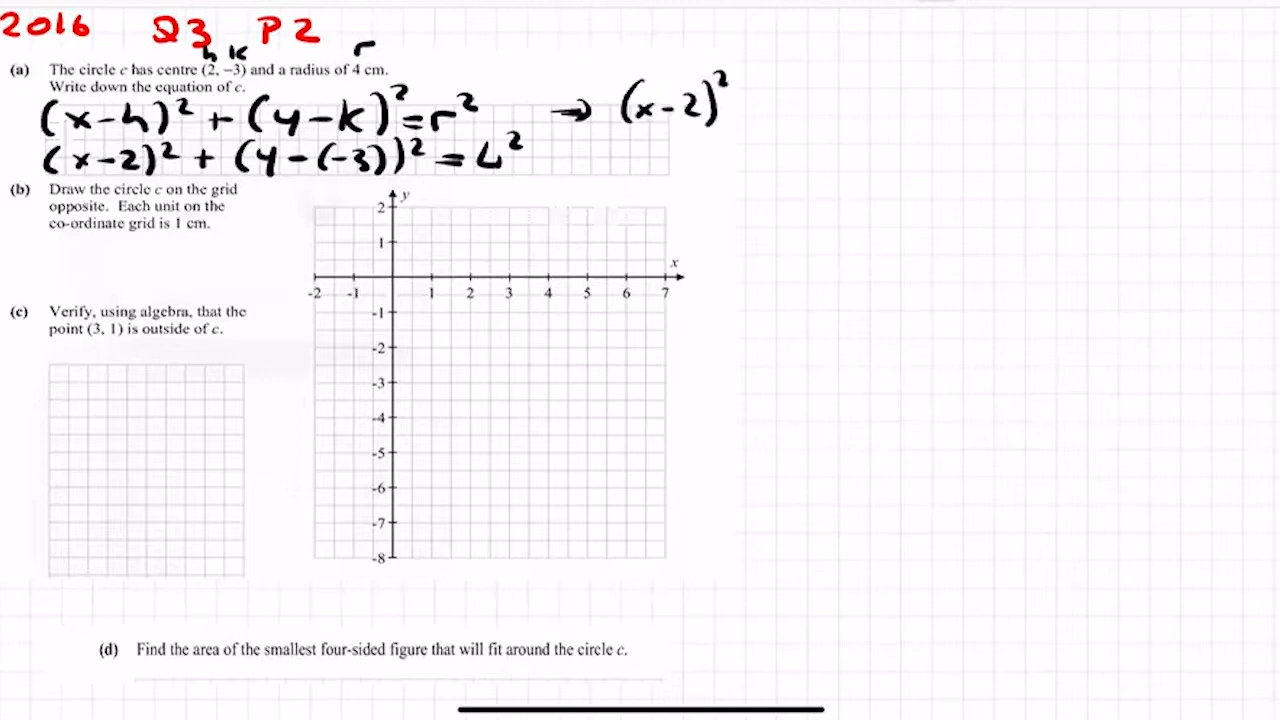 2016 Q3 P2
h k r
(a) The circle c has centre (2, −3) and a radius of 4 cm.
Write down the equation of c.
(x-h)² + (y-k)² = r² → (x-2)²
(x-2)² + (y-(-3))² = 4²
(b) Draw the circle c on the grid
opposite. Each unit on the
co-ordinate grid is 1 cm.
y
2
1
x
-2 -1 1 2 3 4 5 6 7
-1
-2
-3
-4
-5
-6
-7
-8
(c) Verify, using algebra, that the
point (3, 1) is outside of c.
(d) Find the area of the smallest four-sided figure that will fit around the circle c.